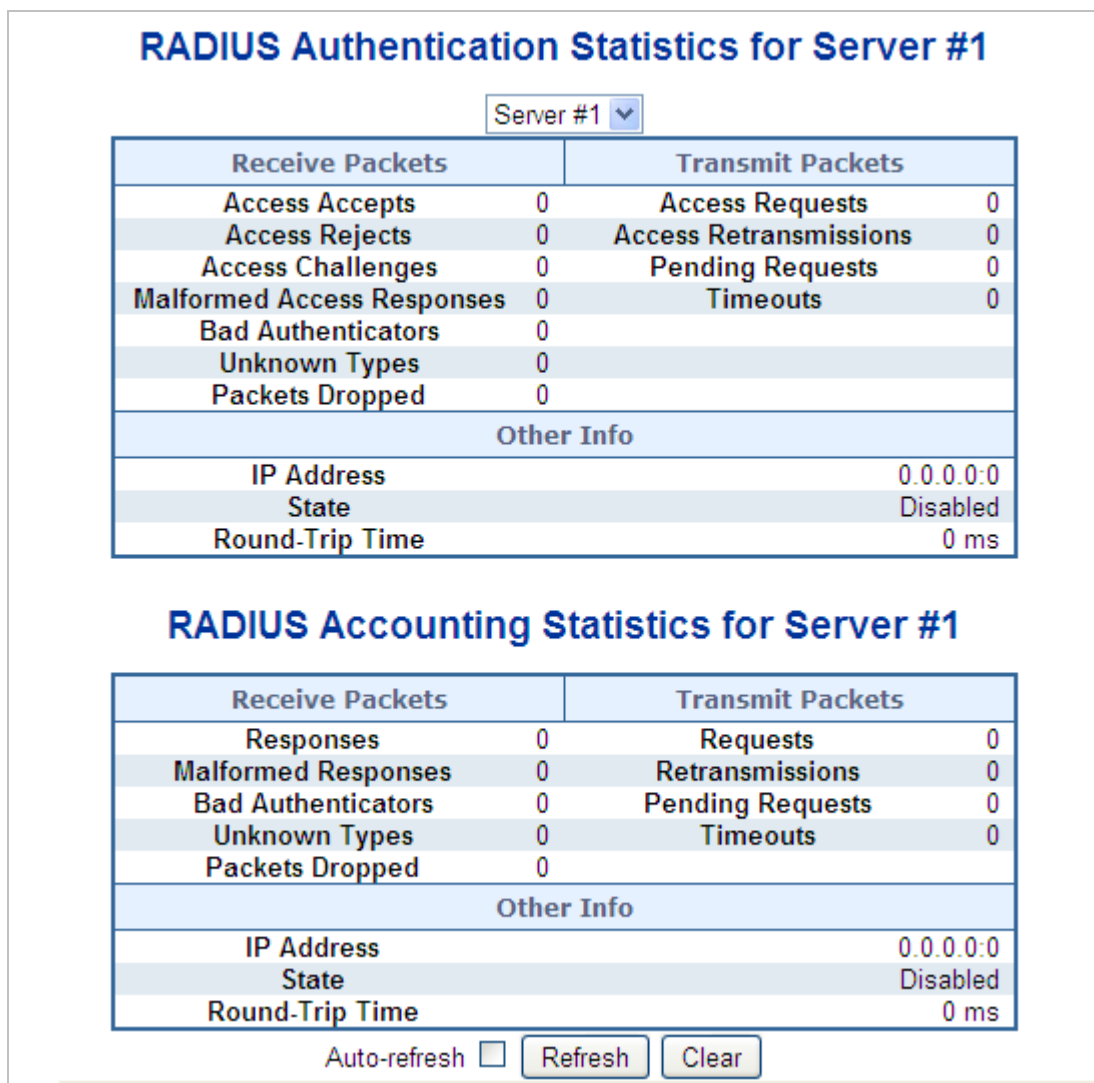 RADIUS Authentication Statistics for Server #1
Server #1
Receive Packets Transmit Packets
Access Accepts 0 Access Requests 0
Access Rejects 0 Access Retransmissions 0
Access Challenges 0 Pending Requests 0
Malformed Access Responses 0 Timeouts 0
Bad Authenticators 0
Unknown Types 0
Packets Dropped 0
Other Info
IP Address 0.0.0.0:0
State Disabled
Round-Trip Time 0 ms
RADIUS Accounting Statistics for Server #1
Receive Packets Transmit Packets
Responses 0 Requests 0
Malformed Responses 0 Retransmissions 0
Bad Authenticators 0 Pending Requests 0
Unknown Types 0 Timeouts 0
Packets Dropped 0
Other Info
IP Address 0.0.0.0:0
State Disabled
Round-Trip Time 0 ms
Auto-refresh Refresh Clear